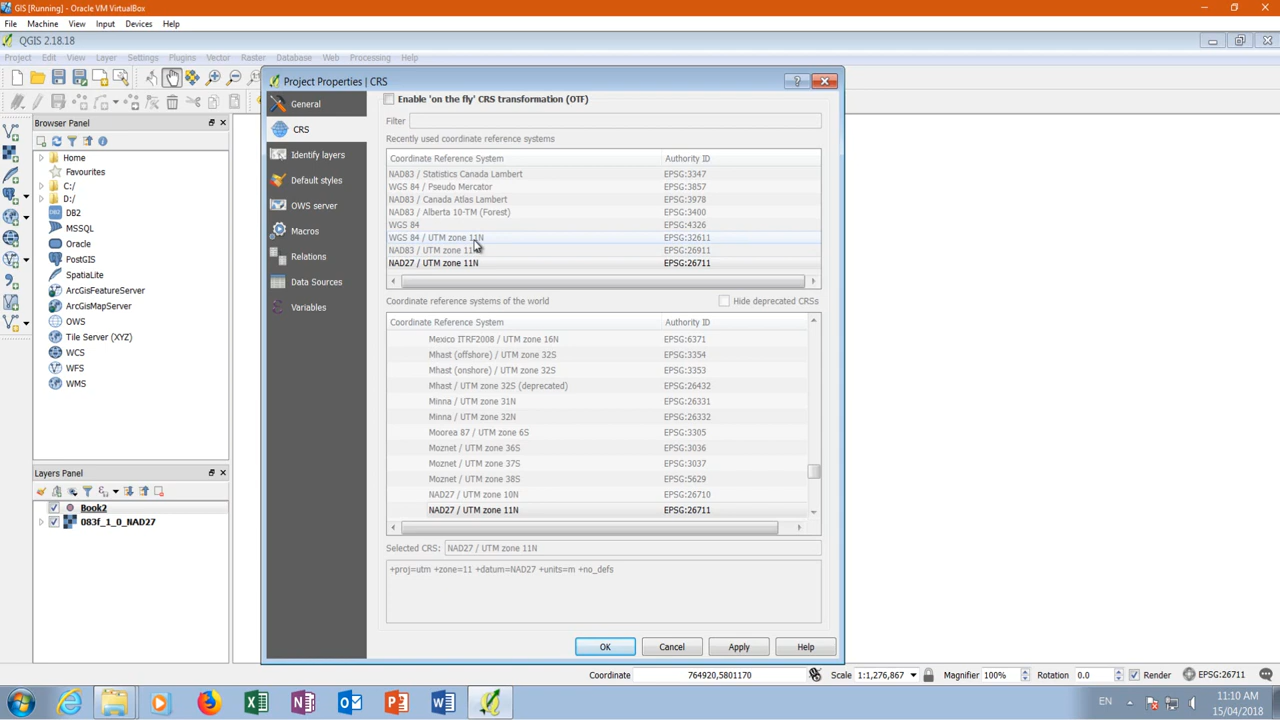 GIS [Running] - Oracle VM VirtualBox
File Machine View Input Devices Help
QGIS 2.18.18
Project Edit View Layer Settings Plugins Vector Raster Database Web Processing Help
Project Properties | CRS
General
CRS
Identify layers
Default styles
OWS server
Macros
Relations
Data Sources
Variables
Enable 'on the fly' CRS transformation (OTF)
Filter
Recently used coordinate reference systems
Coordinate Reference System Authority ID
NAD83 / Statistics Canada Lambert EPSG:3347
WGS 84 / Pseudo Mercator EPSG:3857
NAD83 / Canada Atlas Lambert EPSG:3978
NAD83 / Alberta 10-TM (Forest) EPSG:3400
WGS 84 EPSG:4326
WGS 84 / UTM zone 11N EPSG:32611
NAD83 / UTM zone 11N EPSG:26911
NAD27 / UTM zone 11N EPSG:26711
Coordinate reference systems of the world Hide deprecated CRSs
Coordinate Reference System Authority ID
Mexico ITRF2008 / UTM zone 16N EPSG:6371
Mhast (offshore) / UTM zone 32S EPSG:3354
Mhast (onshore) / UTM zone 32S EPSG:3353
Mhast / UTM zone 32S (deprecated) EPSG:26432
Minna / UTM zone 31N EPSG:26331
Minna / UTM zone 32N EPSG:26332
Moorea 87 / UTM zone 6S EPSG:3305
Moznet / UTM zone 36S EPSG:3036
Moznet / UTM zone 37S EPSG:3037
Moznet / UTM zone 38S EPSG:5629
NAD27 / UTM zone 10N EPSG:26710
NAD27 / UTM zone 11N EPSG:26711
Selected CRS: NAD27 / UTM zone 11N
+proj=utm +zone=11 +datum=NAD27 +units=m +no_defs
OK Cancel Apply Help
Browser Panel
Home
Favourites
C:/
D:/
DB2
MSSQL
Oracle
PostGIS
SpatiaLite
ArcGisFeatureServer
ArcGisMapServer
OWS
Tile Server (XYZ)
WCS
WFS
WMS
Layers Panel
Book2
083f_1_0_NAD27
Coordinate 764920,5801170 Scale 1:1,276,867 Magnifier 100% Rotation 0.0 Render EPSG:26711
EN 11:10 AM
15/04/2018